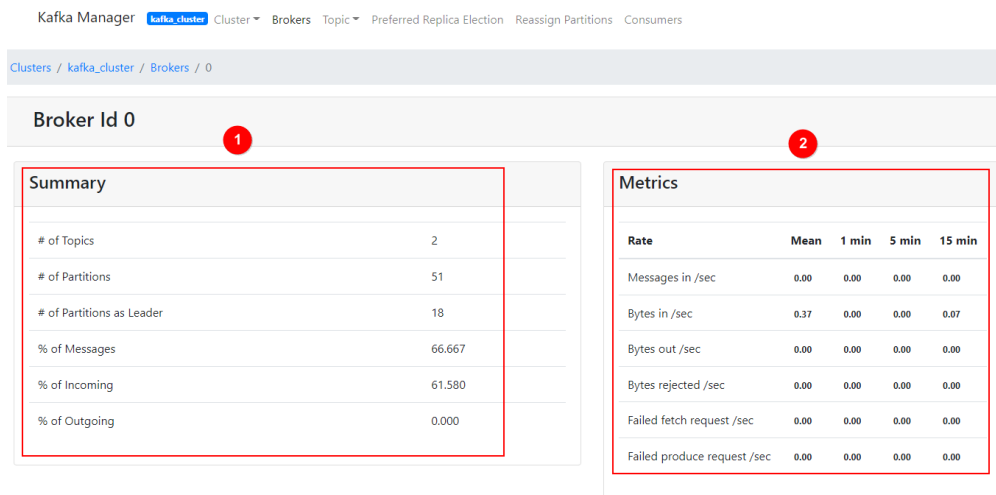 Kafka Manager kafka_cluster Cluster Brokers Topic Preferred Replica Election Reassign Partitions Consumers
Clusters / kafka_cluster / Brokers / 0
Broker Id 0
1
2
Summary
# of Topics 2
# of Partitions 51
# of Partitions as Leader 18
% of Messages 66.667
% of Incoming 61.580
% of Outgoing 0.000
Metrics
Rate Mean 1 min 5 min 15 min
Messages in /sec 0.00 0.00 0.00 0.00
Bytes in /sec 0.37 0.00 0.00 0.07
Bytes out /sec 0.00 0.00 0.00 0.00
Bytes rejected /sec 0.00 0.00 0.00 0.00
Failed fetch request /sec 0.00 0.00 0.00 0.00
Failed produce request /sec 0.00 0.00 0.00 0.00